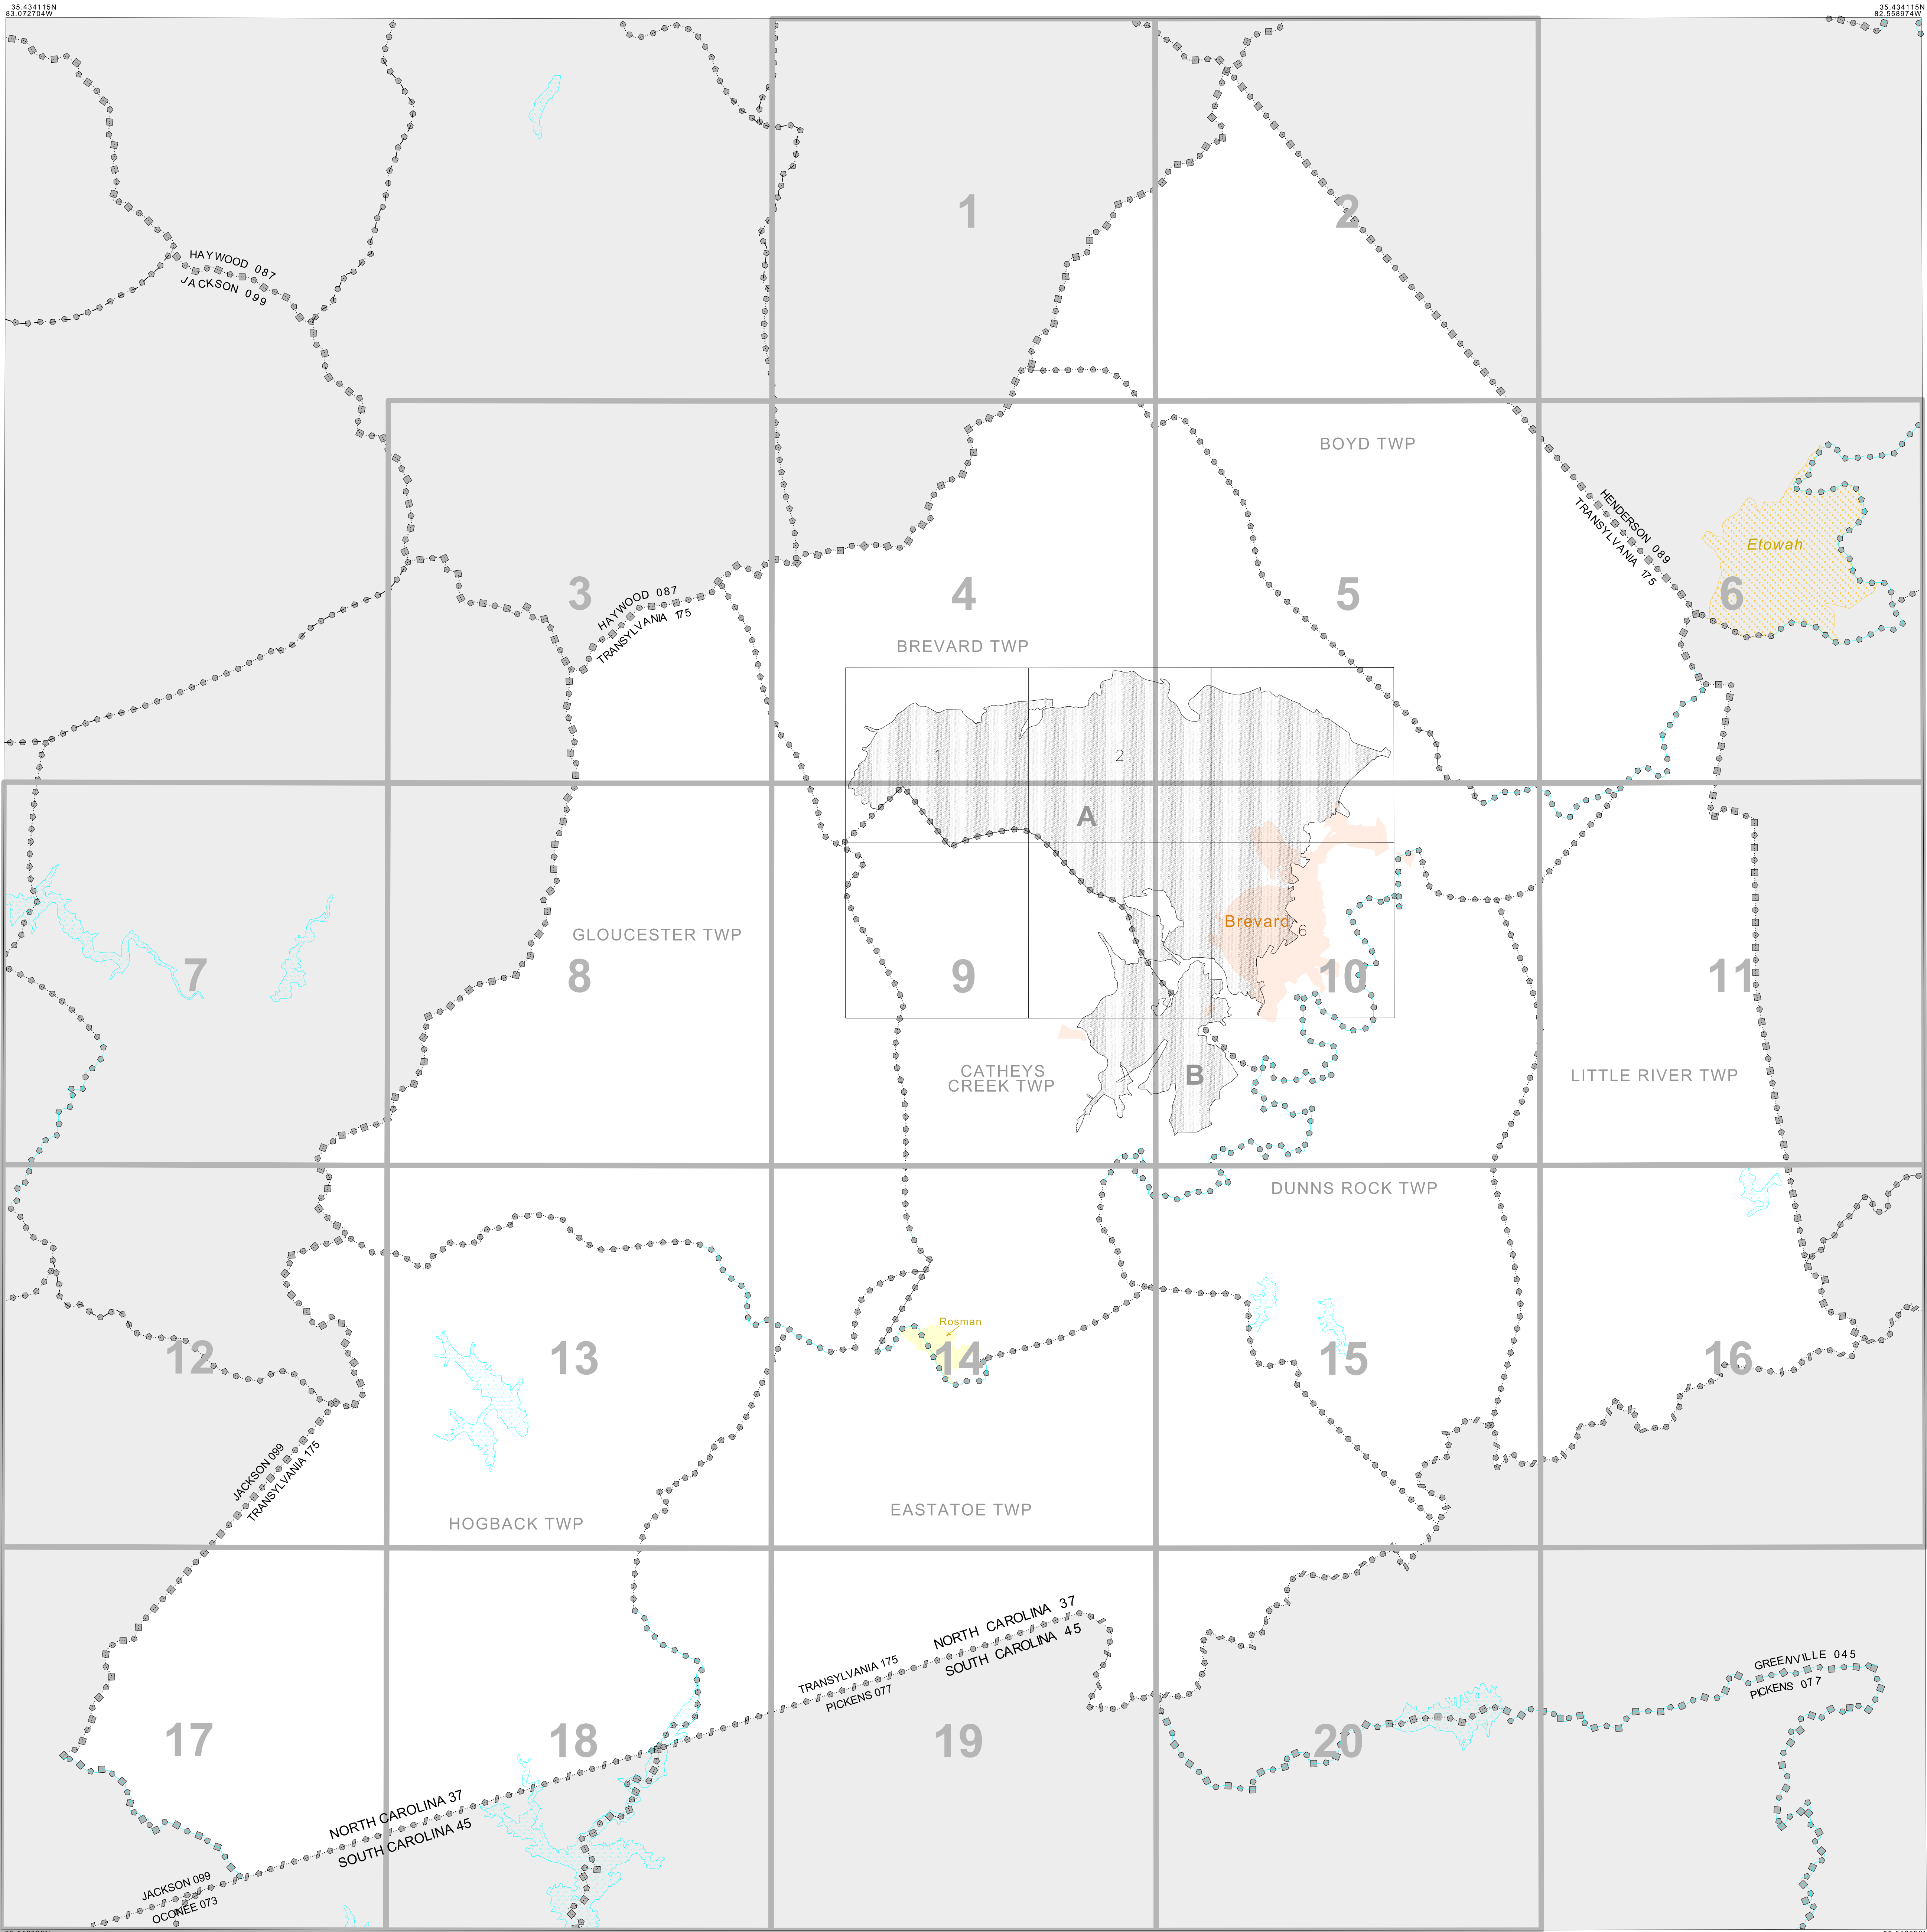 35.434115N
83.072704W
35.434115N
82.558974W
1
2
HAYWOOD 087
JACKSON 099
BOYD TWP
HENDERSON 089
TRANSYLVANIA 175
Etowah
3
HAYWOOD 087
TRANSYLVANIA 175
4
5
6
BREVARD TWP
1
2
A
Brevard
6
GLOUCESTER TWP
7
8
9
10
11
CATHEYS
CREEK TWP
B
LITTLE RIVER TWP
DUNNS ROCK TWP
Rosman
12
13
14
15
16
JACKSON 099
TRANSYLVANIA 175
HOGBACK TWP
EASTATOE TWP
NORTH CAROLINA 37
SOUTH CAROLINA 45
TRANSYLVANIA 175
PICKENS 077
GREENVILLE 045
PICKENS 077
17
18
19
20
NORTH CAROLINA 37
SOUTH CAROLINA 45
JACKSON 099
OCONEE 073